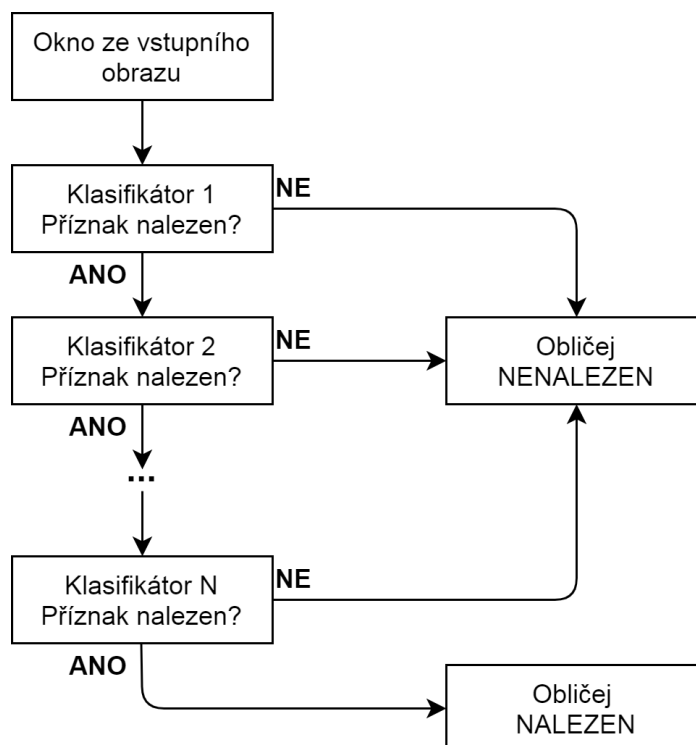 Okno ze vstupního
obrazu
Klasifikátor 1
Příznak nalezen?
NE
ANO
Klasifikátor 2
Příznak nalezen?
NE
Obličej
NENALEZEN
ANO
...
Klasifikátor N
Příznak nalezen?
NE
ANO
Obličej
NALEZEN